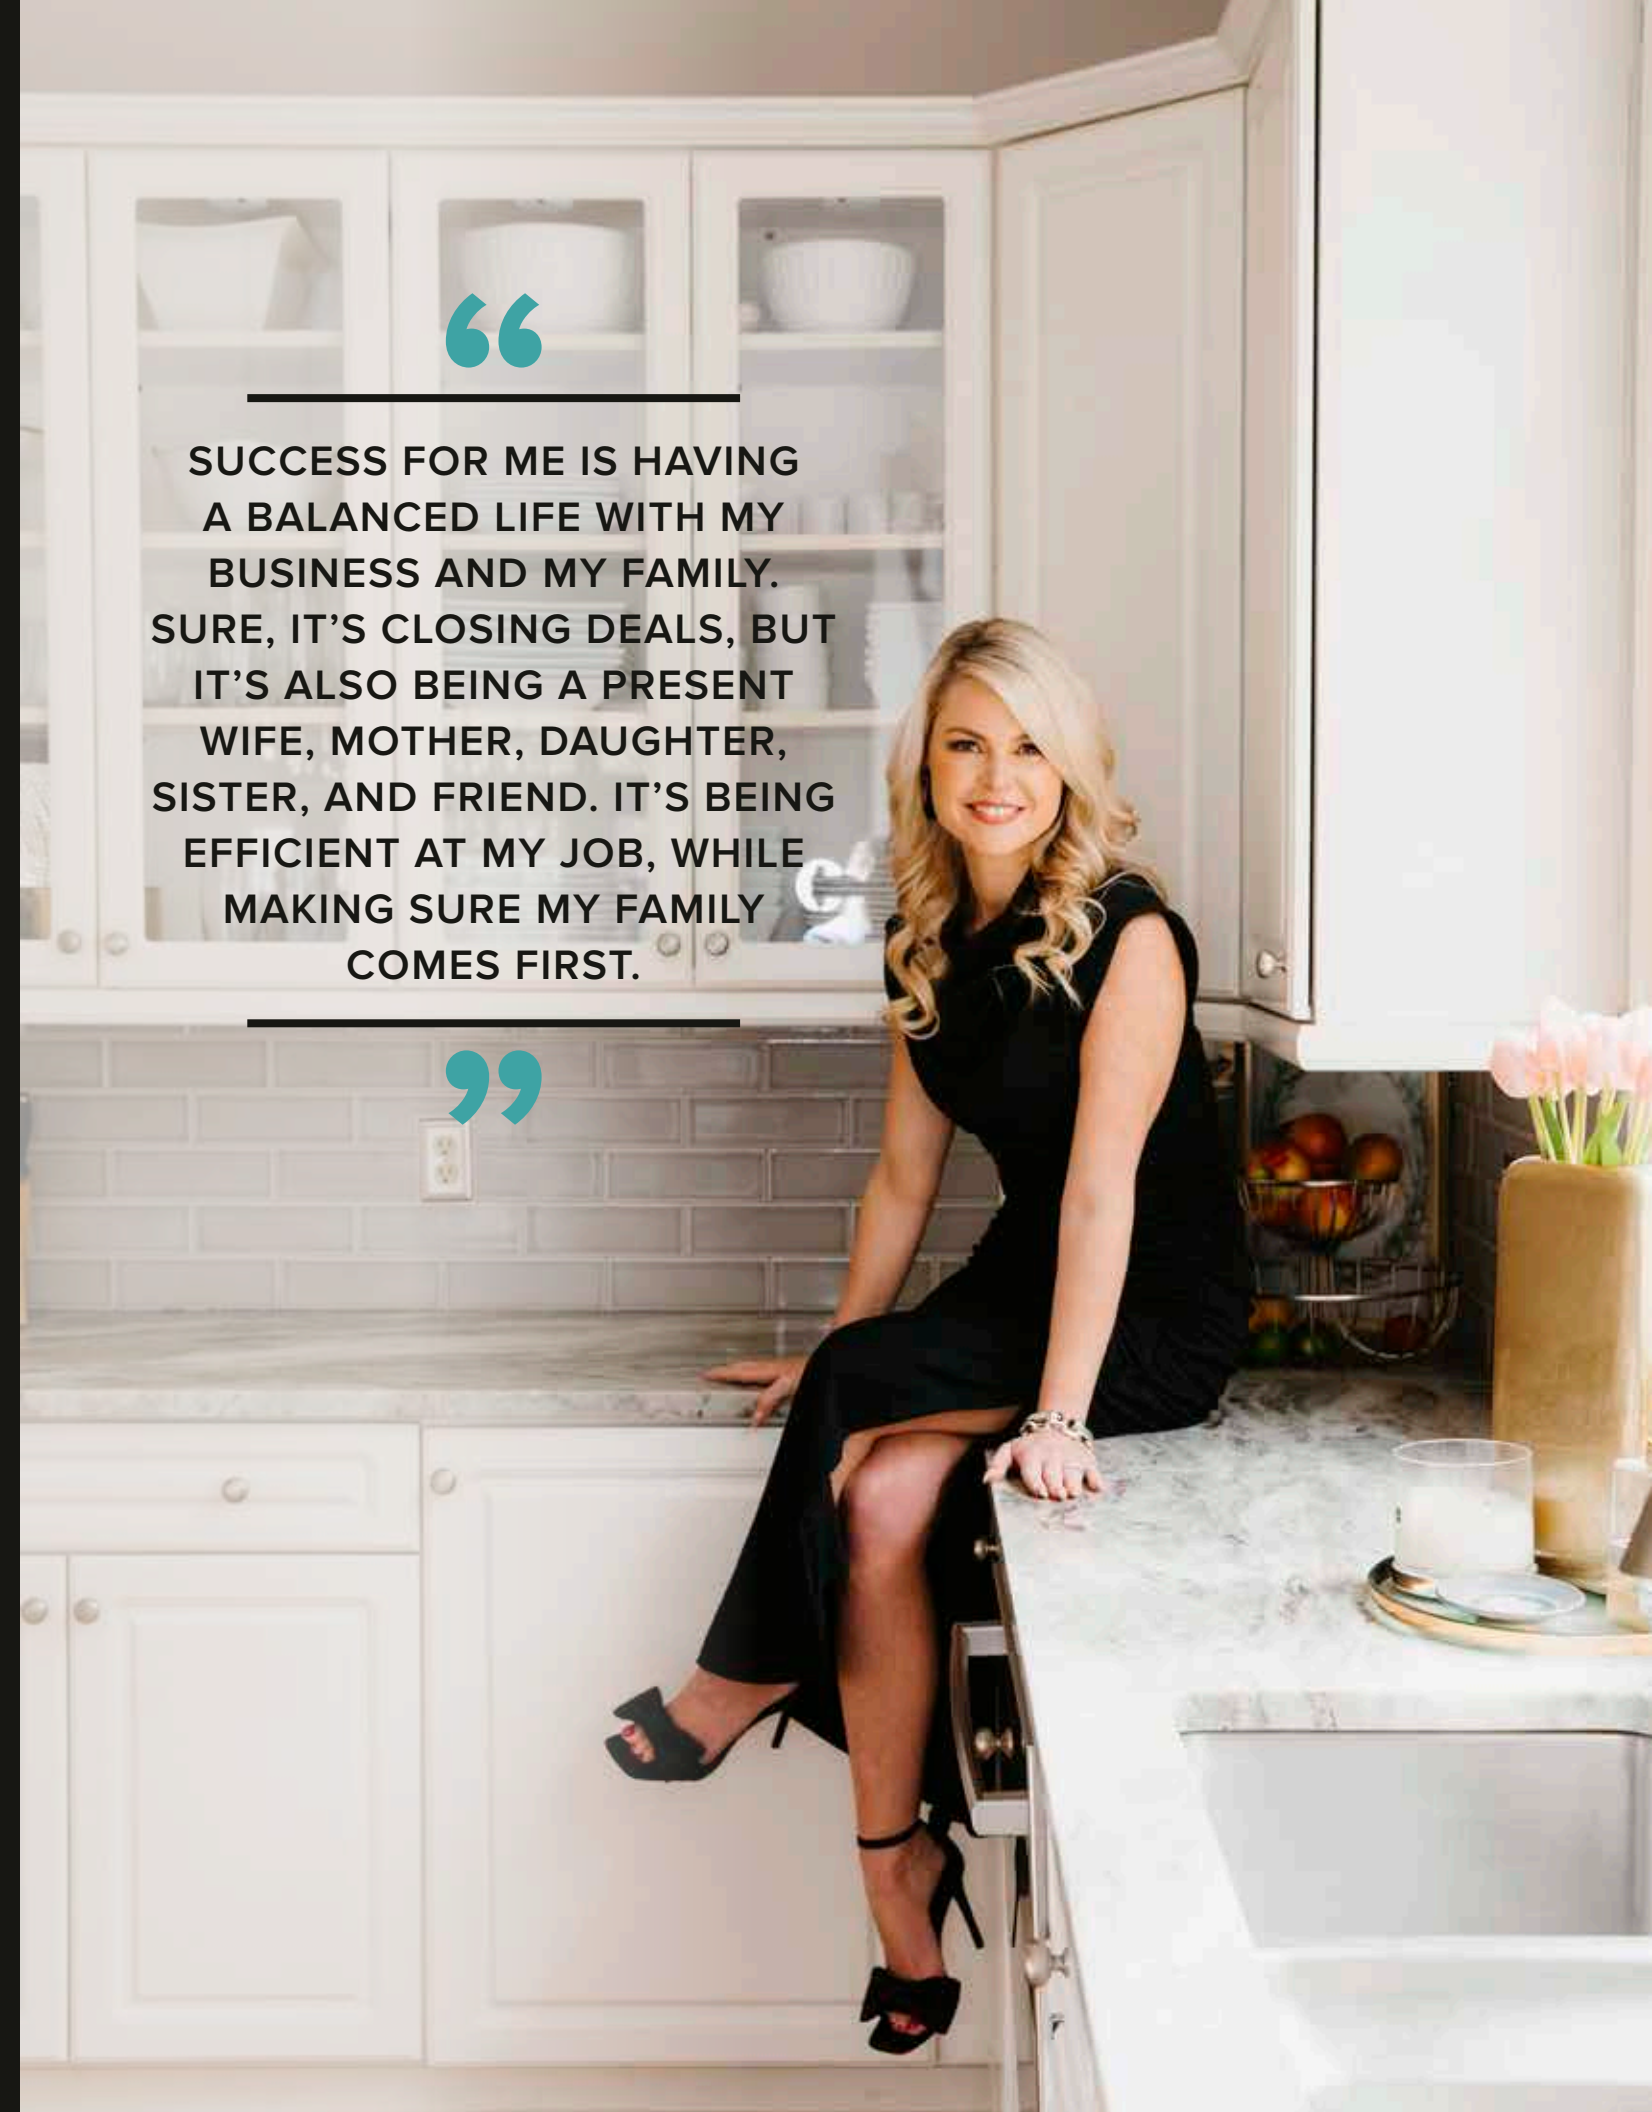 “
SUCCESS FOR ME IS HAVING
A BALANCED LIFE WITH MY
BUSINESS AND MY FAMILY.
SURE, IT’S CLOSING DEALS, BUT
IT’S ALSO BEING A PRESENT
WIFE, MOTHER, DAUGHTER,
SISTER, AND FRIEND. IT’S BEING
EFFICIENT AT MY JOB, WHILE
MAKING SURE MY FAMILY
COMES FIRST.
”